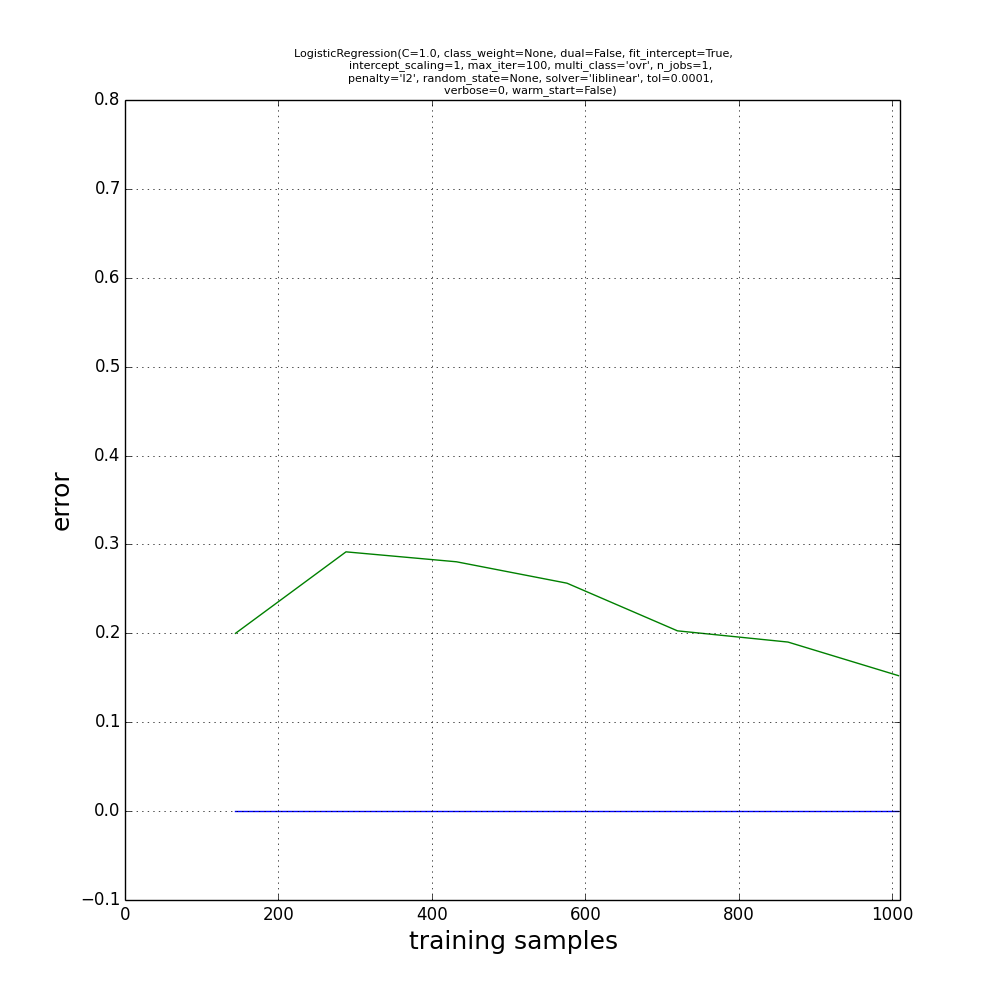 LogisticRegression(C=1.0, class_weight=None, dual=False, fit_intercept=True,
intercept_scaling=1, max_iter=100, multi_class='ovr', n_jobs=1,
penalty='l2', random_state=None, solver='liblinear', tol=0.0001,
verbose=0, warm_start=False)
0.8
0.7
0.6
0.5
0.4
0.3
0.2
0.1
0.0
−0.1
error
0 200 400 600 800 1000
training samples